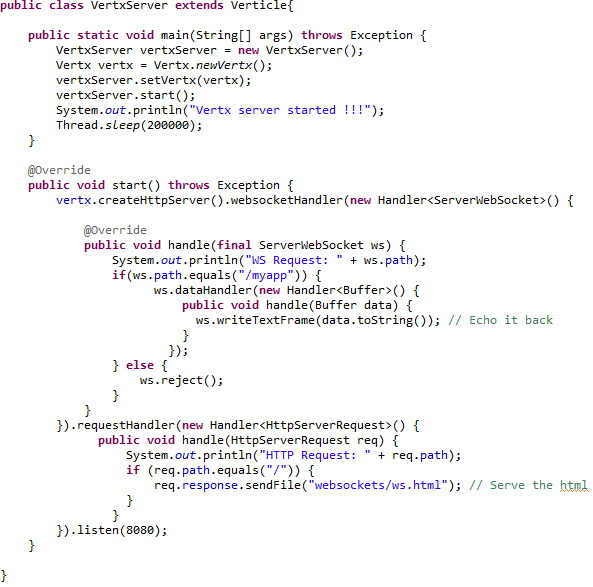 public class VertxServer extends Verticle{

    public static void main(String[] args) throws Exception {
        VertxServer vertxServer = new VertxServer();
        Vertx vertx = Vertx.newVertx();
        vertxServer.setVertx(vertx);
        vertxServer.start();
        System.out.println("Vertx server started !!!");
        Thread.sleep(200000);
    }

    @Override
    public void start() throws Exception {
        vertx.createHttpServer().websocketHandler(new Handler<ServerWebSocket>() {

            @Override
            public void handle(final ServerWebSocket ws) {
                System.out.println("WS Request: " + ws.path);
                if(ws.path.equals("/myapp")) {
                      ws.dataHandler(new Handler<Buffer>() {
                          public void handle(Buffer data) {
                            ws.writeTextFrame(data.toString()); // Echo it back
                          }
                        });
                } else {
                    ws.reject();
                }
            }
        }).requestHandler(new Handler<HttpServerRequest>() {
              public void handle(HttpServerRequest req) {
                  System.out.println("HTTP Request: " + req.path);
                  if (req.path.equals("/")) {
                      req.response.sendFile("websockets/ws.html"); // Serve the html
                  }
                }
        }).listen(8080);
    }

}